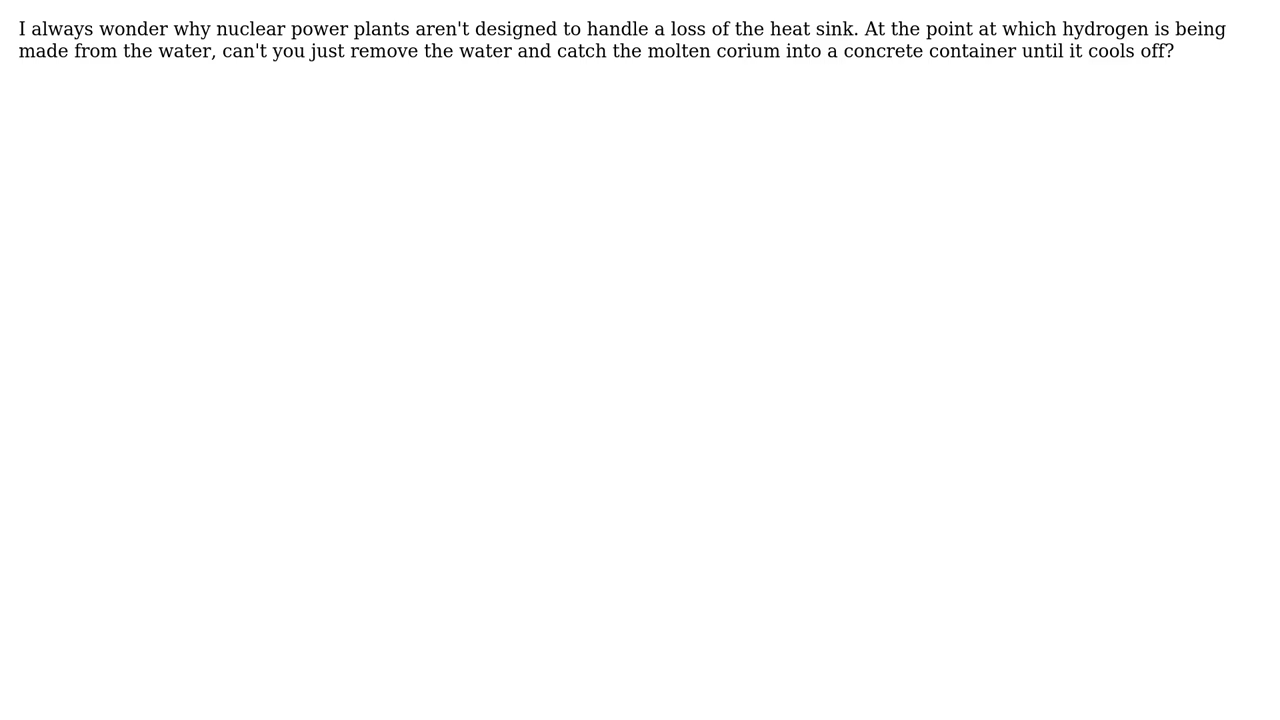 I always wonder why nuclear power plants aren't designed to handle a loss of the heat sink. At the point at which hydrogen is being
made from the water, can't you just remove the water and catch the molten corium into a concrete container until it cools off?